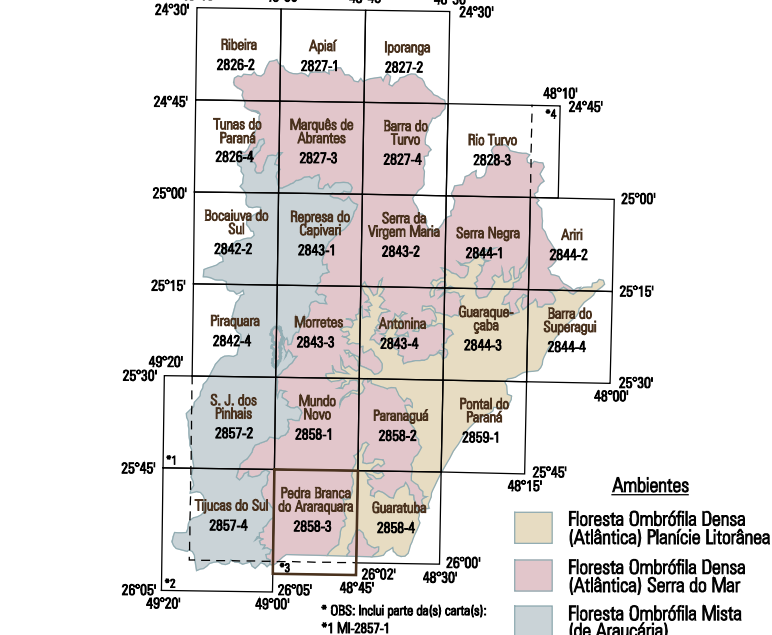 24°30'
24°30'
Ribeira
2826-2
Apiaí
2827-1
Iporanga
2827-2
24°45'
48°10'
24°45'
*4
Tunas do
Paraná
2826-4
Marquês de
Abrantes
2827-3
Barra do
Turvo
2827-4
Rio Turvo
2828-3
25°00'
25°00'
Bocaiuva do
Sul
2842-2
Represa do
Capivari
2843-1
Serra da
Virgem Maria
2843-2
Serra Negra
2844-1
Ariri
2844-2
25°15'
25°15'
Piraquara
2842-4
Morretes
2843-3
Antonina
2843-4
Guaraque-
çaba
2844-3
Barra do
Superagui
2844-4
49°20'
25°30'
25°30'
48°00'
S. J. dos
Pinhais
2857-2
Mundo
Novo
2858-1
Paranaguá
2858-2
Pontal do
Paraná
2859-1
25°45'
*1
25°45'
48°15'
Tijucas do Sul
2857-4
Pedra Branca
do Araraquara
2858-3
Guaratuba
2858-4
*3
26°00'
26°02'
48°30'
26°05'
*2
26°05'
48°45'
49°20'
49°00'
Ambientes
Floresta Ombrófila Densa
(Atlântica) Planície Litorânea
Floresta Ombrófila Densa
(Atlântica) Serra do Mar
Floresta Ombrófila Mista
(de Araucária)
* OBS: Inclui parte da(s) carta(s):
*1 MI-2857-1